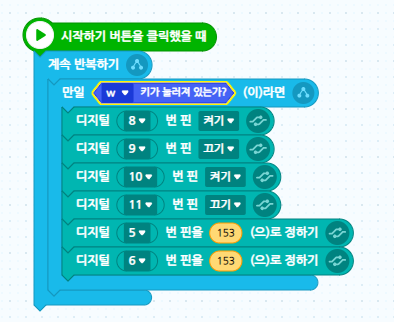 시작하기 버튼을 클릭했을 때
계속 반복하기
만일 w 키가 눌러져 있는가? (이)라면
디지털 8 번 핀 켜기
디지털 9 번 핀 끄기
디지털 10 번 핀 켜기
디지털 11 번 핀 끄기
디지털 5 번 핀을 153 (으)로 정하기
디지털 6 번 핀을 153 (으)로 정하기